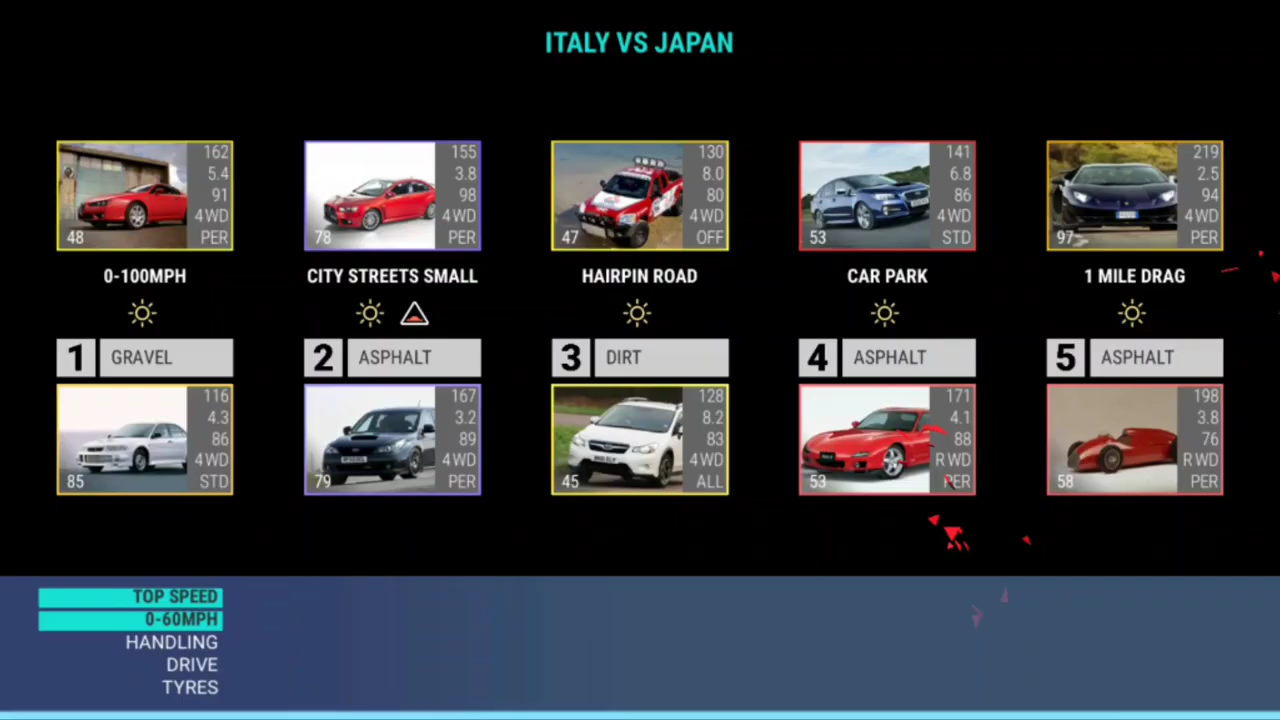 ITALY VS JAPAN
162
5.4
91
4WD
48 PER
155
3.8
98
4WD
78 PER
130
8.0
80
4WD
47 OFF
141
6.8
86
4WD
53 STD
219
2.5
94
4WD
97 PER
0-100MPH
CITY STREETS SMALL
HAIRPIN ROAD
CAR PARK
1 MILE DRAG
1 GRAVEL
2 ASPHALT
3 DIRT
4 ASPHALT
5 ASPHALT
116
4.3
86
4WD
85 STD
167
3.2
89
4WD
79 PER
128
8.2
83
4WD
45 ALL
171
4.1
88
RWD
53 PER
198
3.8
76
RWD
58 PER
TOP SPEED
0-60MPH
HANDLING
DRIVE
TYRES